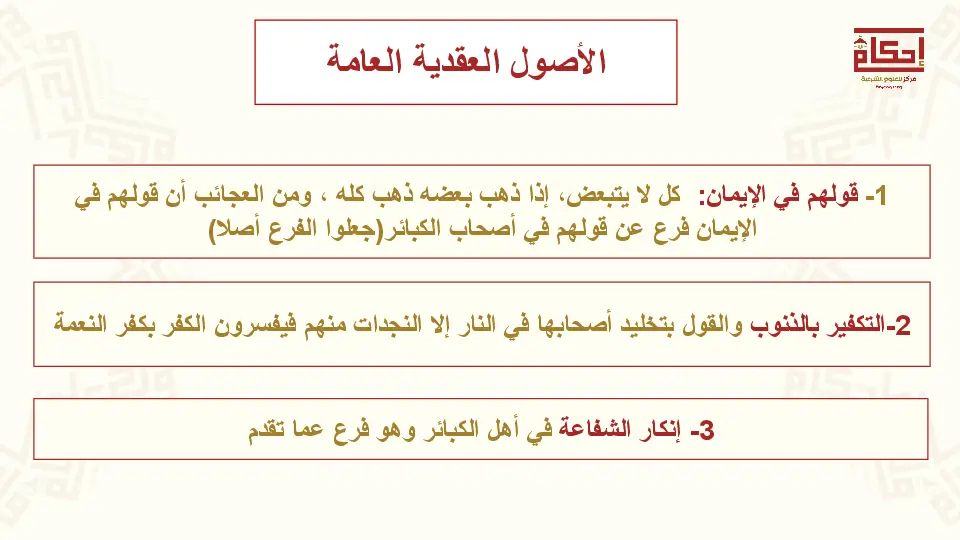 الأصول العقدية العامة
إحكام
مركز للعلوم الشرعية
1- قولهم في الإيمان: كل لا يتبعض، إذا ذهب بعضه ذهب كله ، ومن العجائب أن قولهم في
الإيمان فرع عن قولهم في أصحاب الكبائر(جعلوا الفرع أصلا)
2-التكفير بالذنوب والقول بتخليد أصحابها في النار إلا النجدات منهم فيفسرون الكفر بكفر النعمة
3- إنكار الشفاعة في أهل الكبائر وهو فرع عما تقدم